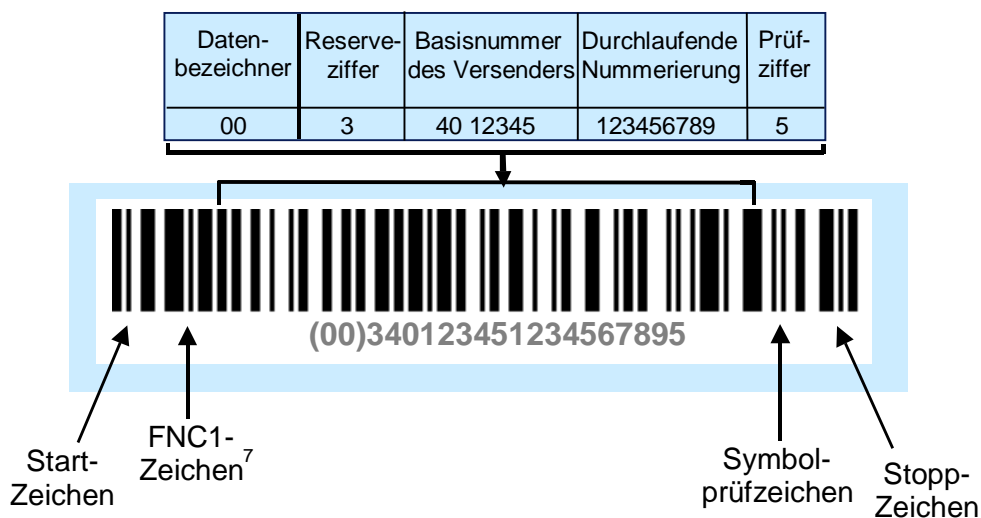 Daten- Reserve- Basisnummer Durchlaufende Prüf-
bezeichner ziffer des Versenders Nummerierung ziffer
00 3 40 12345 123456789 5
(00)340123451234567895
Start-
Zeichen
FNC1-
Zeichen7
Symbol-
prüfzeichen
Stopp-
Zeichen